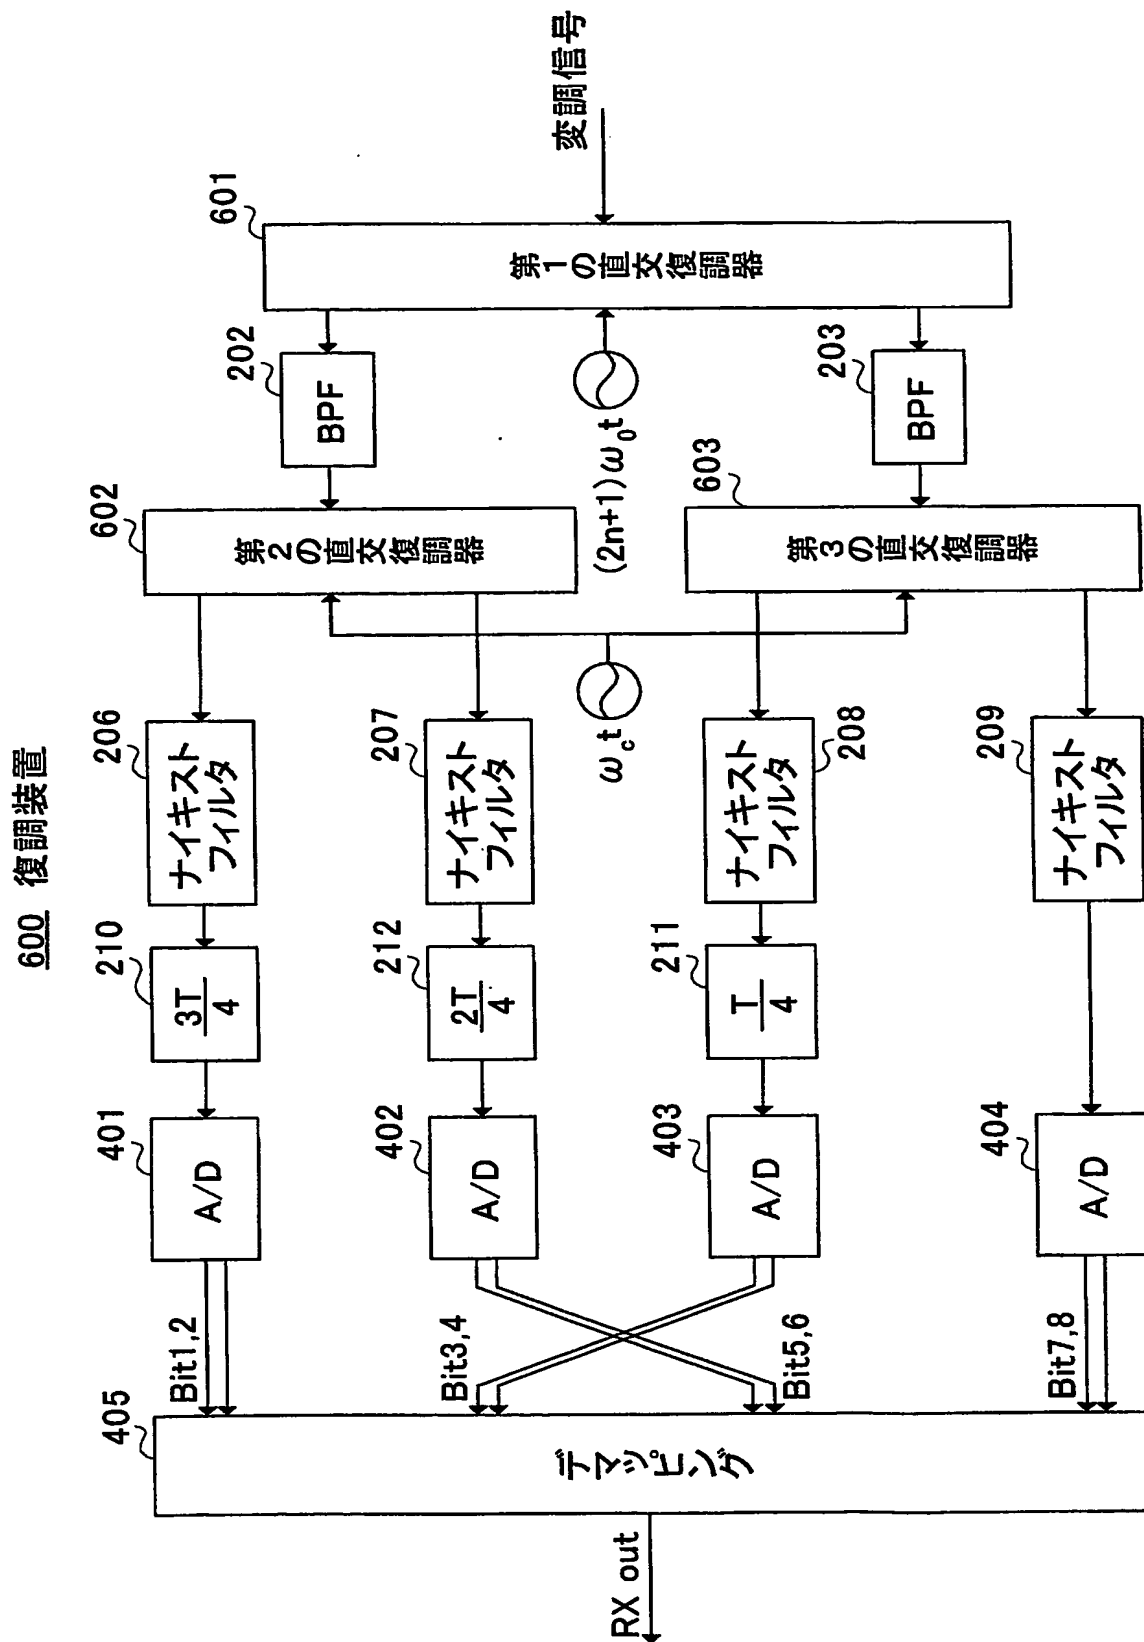 600 復調装置
変調信号
601
第1の直交復調器
202
BPF
203
BPF
(2n+1)ω0t
602
第2の直交復調器
603
第3の直交復調器
ωct
206
ナイキスト
フィルタ
207
ナイキスト
フィルタ
208
ナイキスト
フィルタ
209
ナイキスト
フィルタ
210
3T
4
212
2T
4
211
T
4
401
A/D
402
A/D
403
A/D
404
A/D
Bit1,2
Bit3,4
Bit5,6
Bit7,8
405
デマッピング
RX out